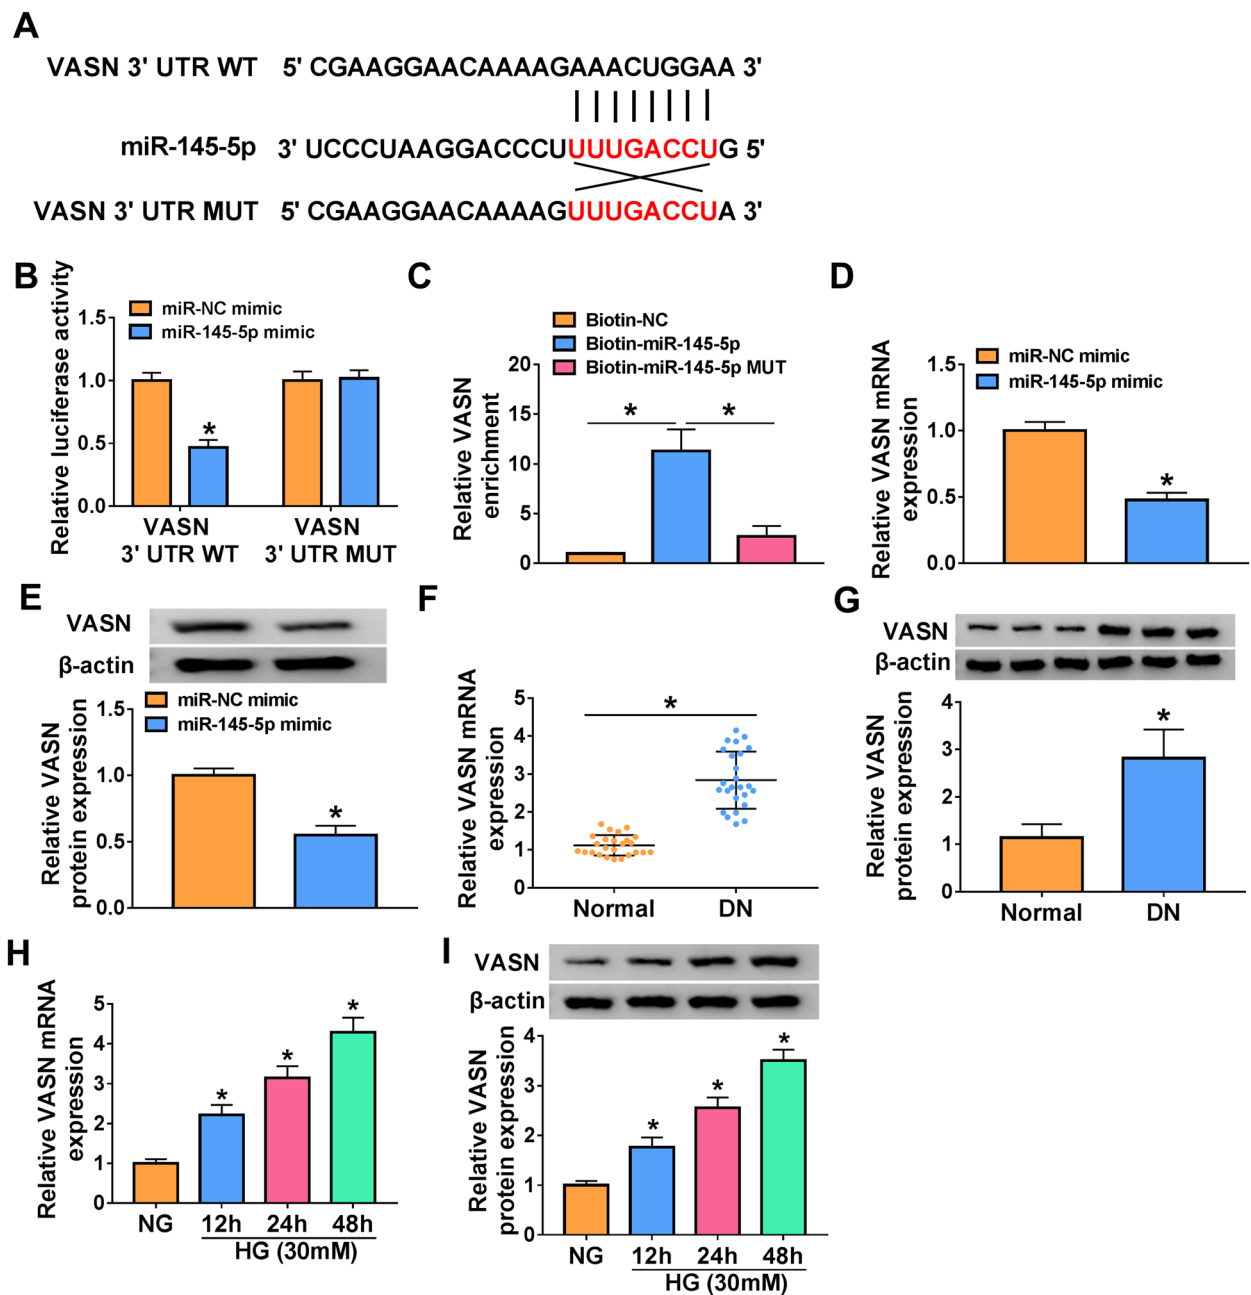 A
VASN 3' UTR WT 5' CGAAGGAACAAAAGAAACUGGAA 3'
miR-145-5p 3' UCCCUAAGGACCCUUUUGACCUG 5'
VASN 3' UTR MUT 5' CGAAGGAACAAAAGUUUGACCUA 3'
B
Relative luciferase activity
miR-NC mimic
miR-145-5p mimic
1.5
1.0
0.5
0.0
*
VASN
3' UTR WT
VASN
3' UTR MUT
C
Biotin-NC
Biotin-miR-145-5p
Biotin-miR-145-5p MUT
Relative VASN
enrichment
20
15
10
5
0
* *
D
miR-NC mimic
miR-145-5p mimic
Relative VASN mRNA
expression
1.5
1.0
0.5
0.0
*
E
VASN
β-actin
miR-NC mimic
miR-145-5p mimic
Relative VASN
protein expression
1.5
1.0
0.5
0.0
*
F
Relative VASN mRNA
expression
5
4
3
2
1
0
*
Normal DN
G
VASN
β-actin
Relative VASN
protein expression
4
3
2
1
0
*
Normal DN
H
Relative VASN mRNA
expression
5
4
3
2
1
0
* * *
NG 12h 24h 48h
HG (30mM)
I
VASN
β-actin
Relative VASN
protein expression
4
3
2
1
0
* * *
NG 12h 24h 48h
HG (30mM)